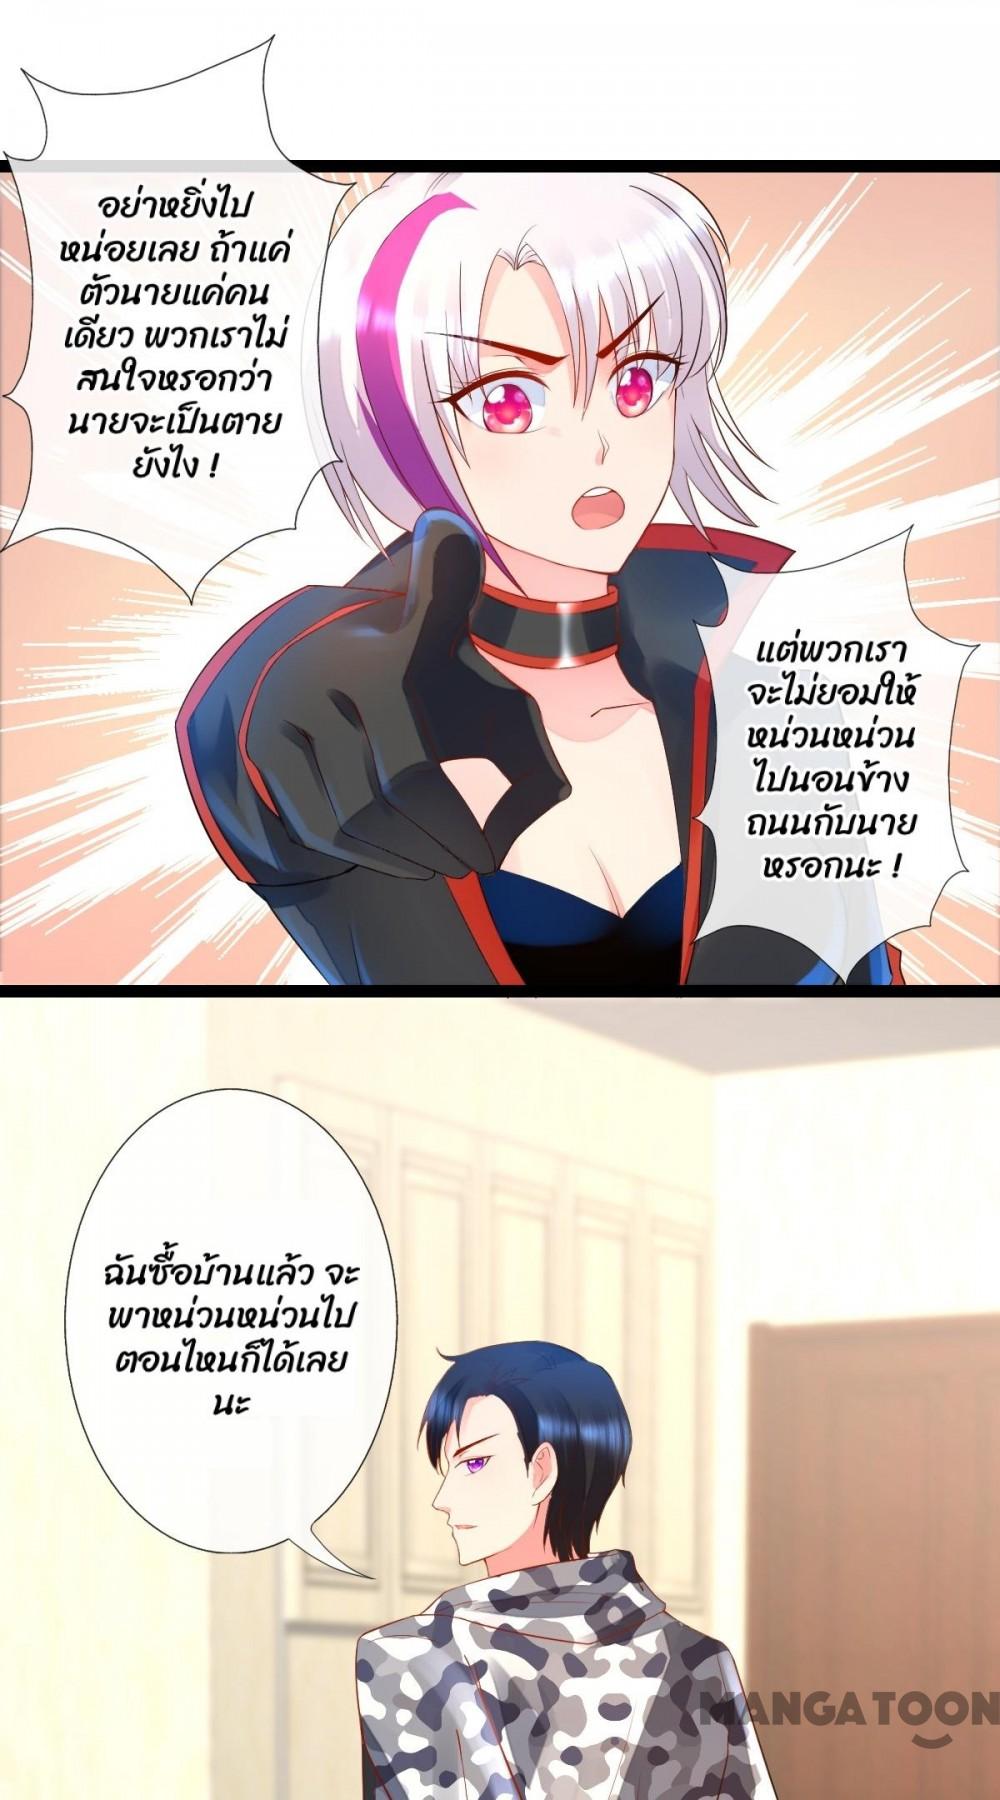 อย่าหยิ่งไป
หน่อยเลย ถ้าแค่
ตัวนายแค่คน
เดียว พวกเราไม่
สนใจหรอกว่า
นายจะเป็นตาย
ยังไง !
แต่พวกเรา
จะไม่ยอมให้
หน่วนหน่วน
ไปนอนข้าง
ถนนกับนาย
หรอกนะ !
ฉันซื้อบ้านแล้ว จะ
พาหน่วนหน่วนไป
ตอนไหนก็ได้เลย
นะ
MANGATOON